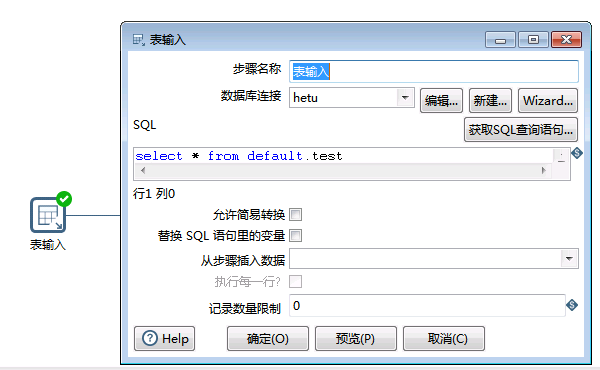 表输入
步骤名称 表输入
数据库连接 hetu 编辑... 新建... Wizard...
SQL 获取SQL查询语句...
select * from default.test
行1 列0
表输入
允许简易转换
替换 SQL 语句里的变量
从步骤插入数据
执行每一行?
记录数量限制 0
Help 确定(O) 预览(P) 取消(C)